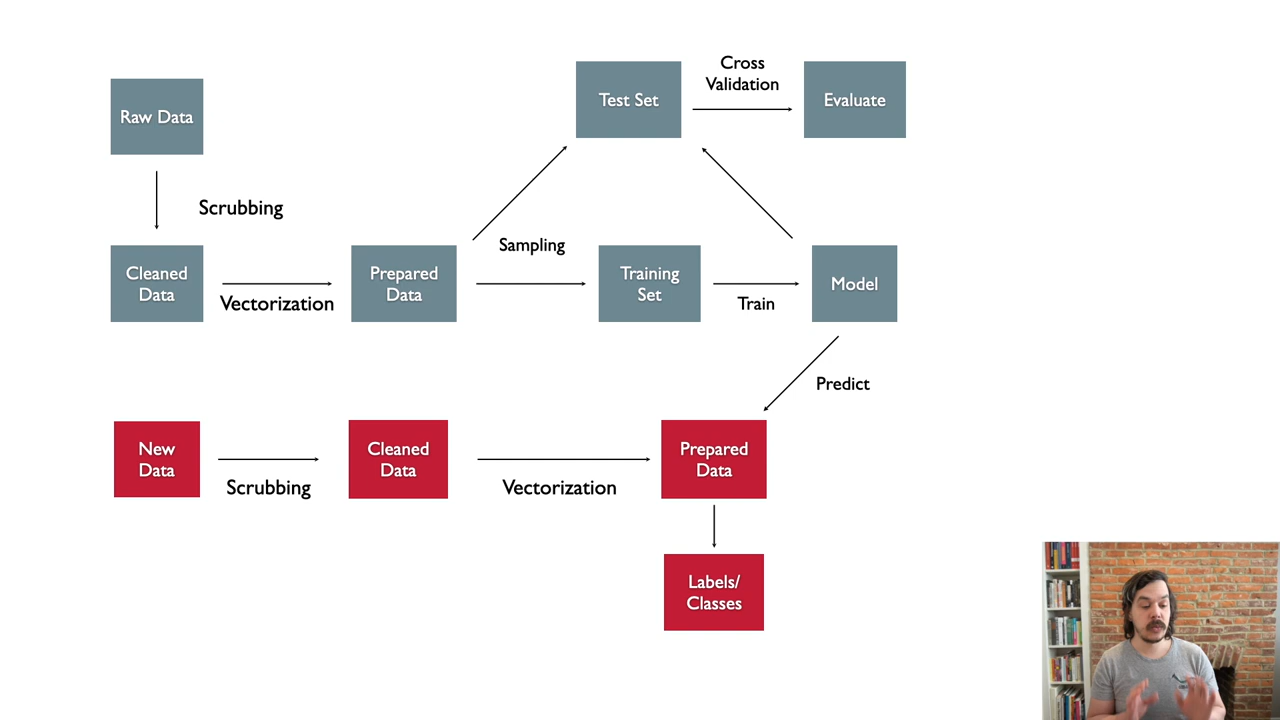 Raw Data
Scrubbing
Cleaned
Data
Vectorization
Prepared
Data
Sampling
Test Set
Cross
Validation
Evaluate
Training
Set
Train
Model
Predict
New
Data
Scrubbing
Cleaned
Data
Vectorization
Prepared
Data
Labels/
Classes